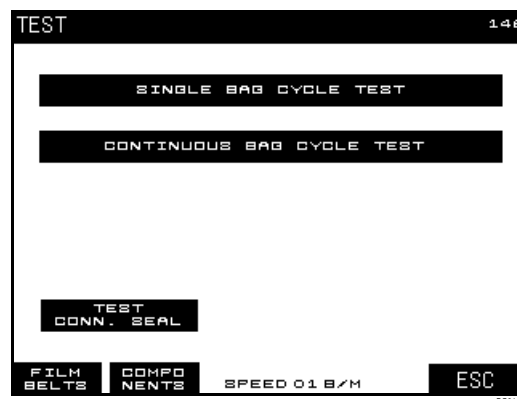 TEST
SINGLE BAG CYCLE TEST
CONTINUOUS BAG CYCLE TEST
TEST
CONN. SEAL
FILM
BELTS
COMPO
NENTS
SPEED 01 B/M
ESC